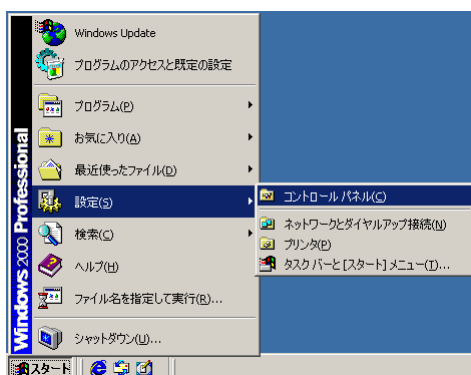 Windows Update
プログラムのアクセスと既定の設定
プログラム(P)
お気に入り(A)
最近使ったファイル(D)
設定(S)
検索(C)
ヘルプ(H)
ファイル名を指定して実行(R)...
シャットダウン(U)...
Windows 2000 Professional
コントロール パネル(C)
ネットワークとダイヤルアップ接続(N)
プリンタ(P)
タスク バーと [スタート] メニュー(T)...
スタート